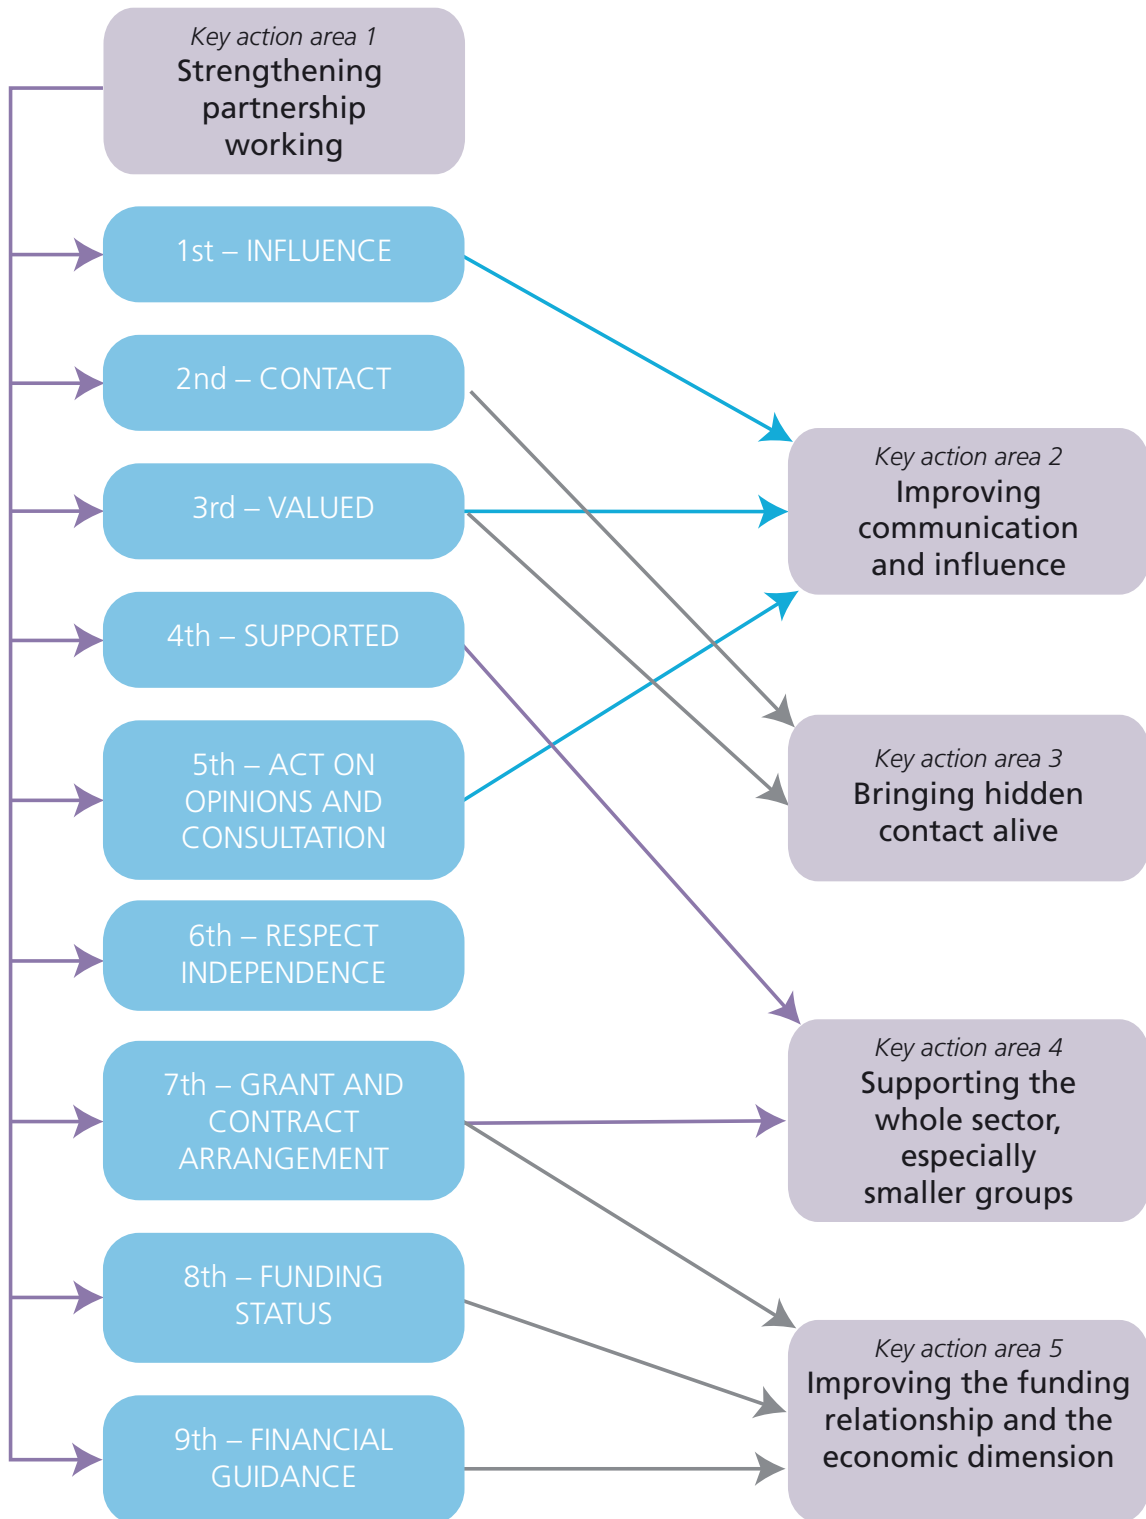 Key action area 1
Strengthening
partnership
working
1st – INFLUENCE
2nd – CONTACT
3rd – VALUED
4th – SUPPORTED
5th – ACT ON
OPINIONS AND
CONSULTATION
6th – RESPECT
INDEPENDENCE
7th – GRANT AND
CONTRACT
ARRANGEMENT
8th – FUNDING
STATUS
9th – FINANCIAL
GUIDANCE
Key action area 2
Improving
communication
and influence
Key action area 3
Bringing hidden
contact alive
Key action area 4
Supporting the
whole sector,
especially
smaller groups
Key action area 5
Improving the funding
relationship and the
economic dimension